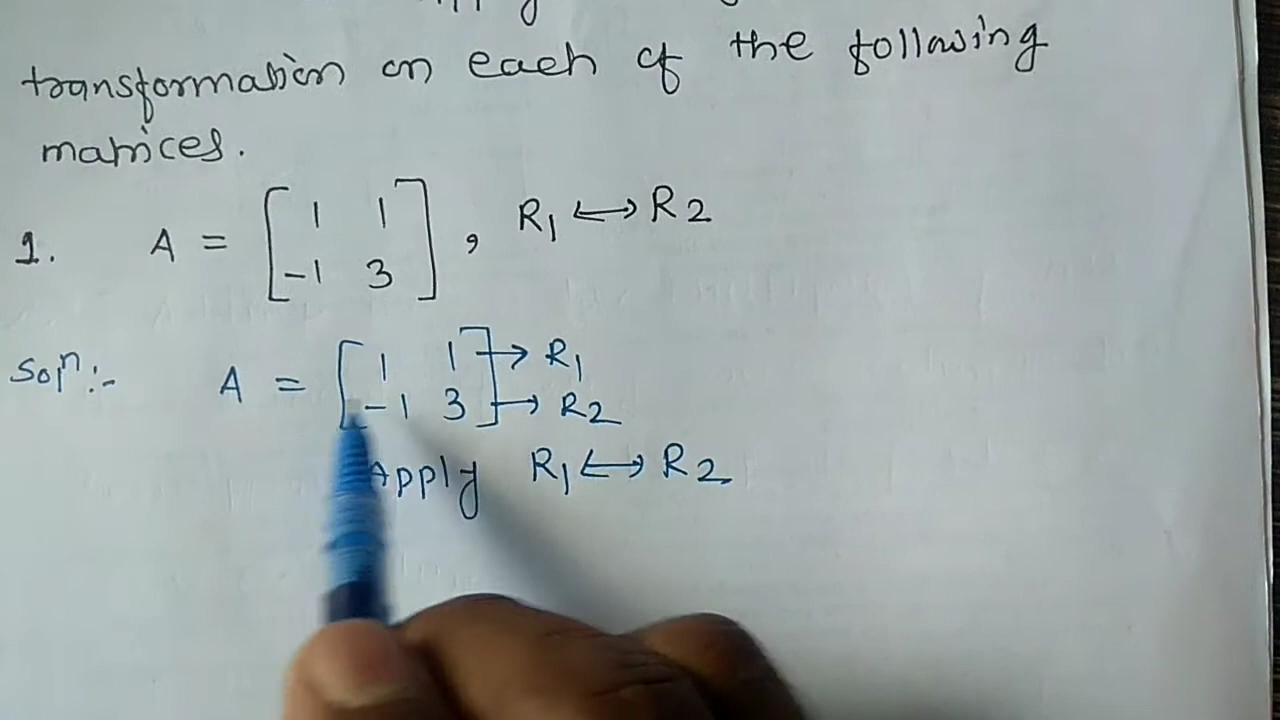 transformation on each of the following
matrices.
1. A = [ 1 1
-1 3 ] , R1 ↔ R2
Solⁿ:- A = [ 1 1 ] → R1
[ -1 3 ] → R2
Apply R1 ↔ R2